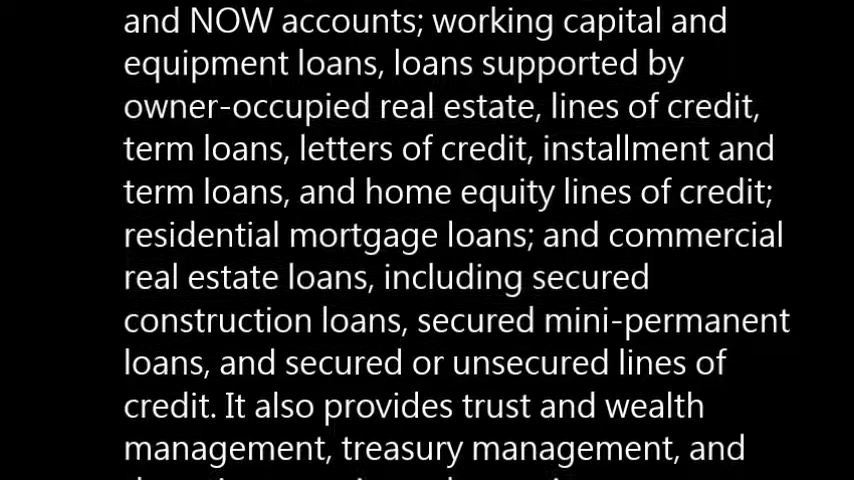 and NOW accounts; working capital and
equipment loans, loans supported by
owner-occupied real estate, lines of credit,
term loans, letters of credit, installment and
term loans, and home equity lines of credit;
residential mortgage loans; and commercial
real estate loans, including secured
construction loans, secured mini-permanent
loans, and secured or unsecured lines of
credit. It also provides trust and wealth
management, treasury management, and